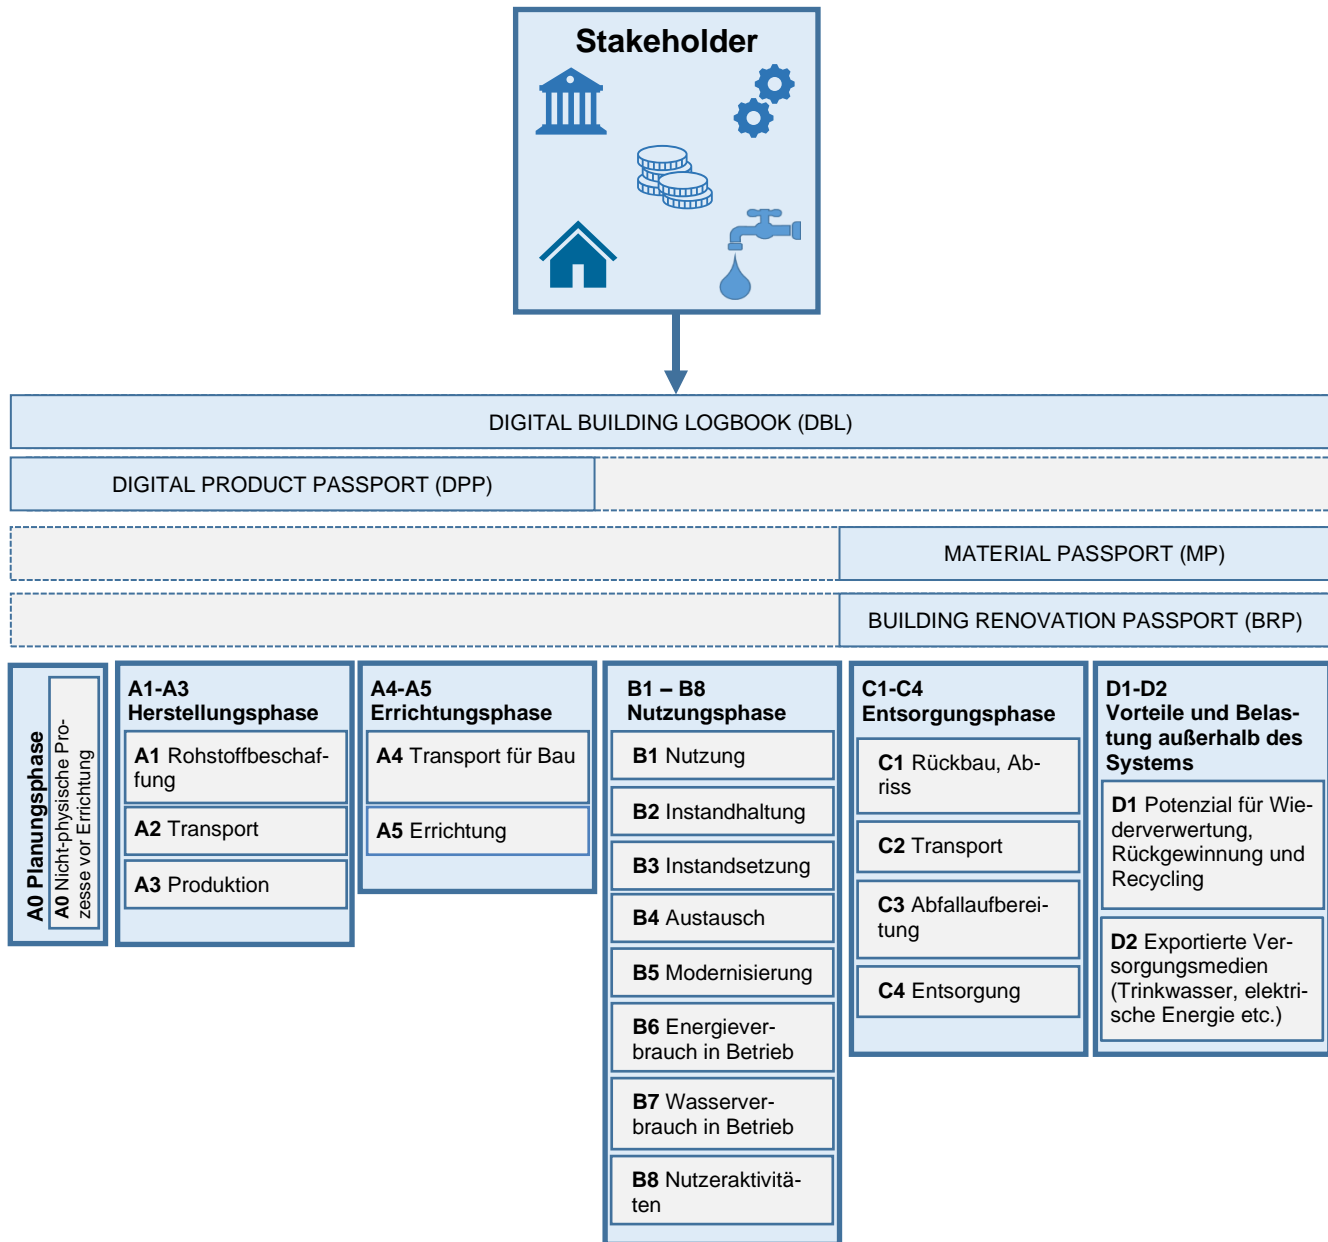 Stakeholder
DIGITAL BUILDING LOGBOOK (DBL)
DIGITAL PRODUCT PASSPORT (DPP)
MATERIAL PASSPORT (MP)
BUILDING RENOVATION PASSPORT (BRP)
A0 Planungsphase
A0 Nicht-physische Pro-
zesse vor Errichtung
A1-A3
Herstellungsphase
A1 Rohstoffbeschaf-
fung
A2 Transport
A3 Produktion
A4-A5
Errichtungsphase
A4 Transport für Bau
A5 Errichtung
B1 – B8
Nutzungsphase
B1 Nutzung
B2 Instandhaltung
B3 Instandsetzung
B4 Austausch
B5 Modernisierung
B6 Energiever-
brauch in Betrieb
B7 Wasserver-
brauch in Betrieb
B8 Nutzeraktivitä-
ten
C1-C4
Entsorgungsphase
C1 Rückbau, Ab-
riss
C2 Transport
C3 Abfallaufberei-
tung
C4 Entsorgung
D1-D2
Vorteile und Belas-
tung außerhalb des
Systems
D1 Potenzial für Wie-
derverwertung,
Rückgewinnung und
Recycling
D2 Exportierte Ver-
sorgungsmedien
(Trinkwasser, elektri-
sche Energie etc.)